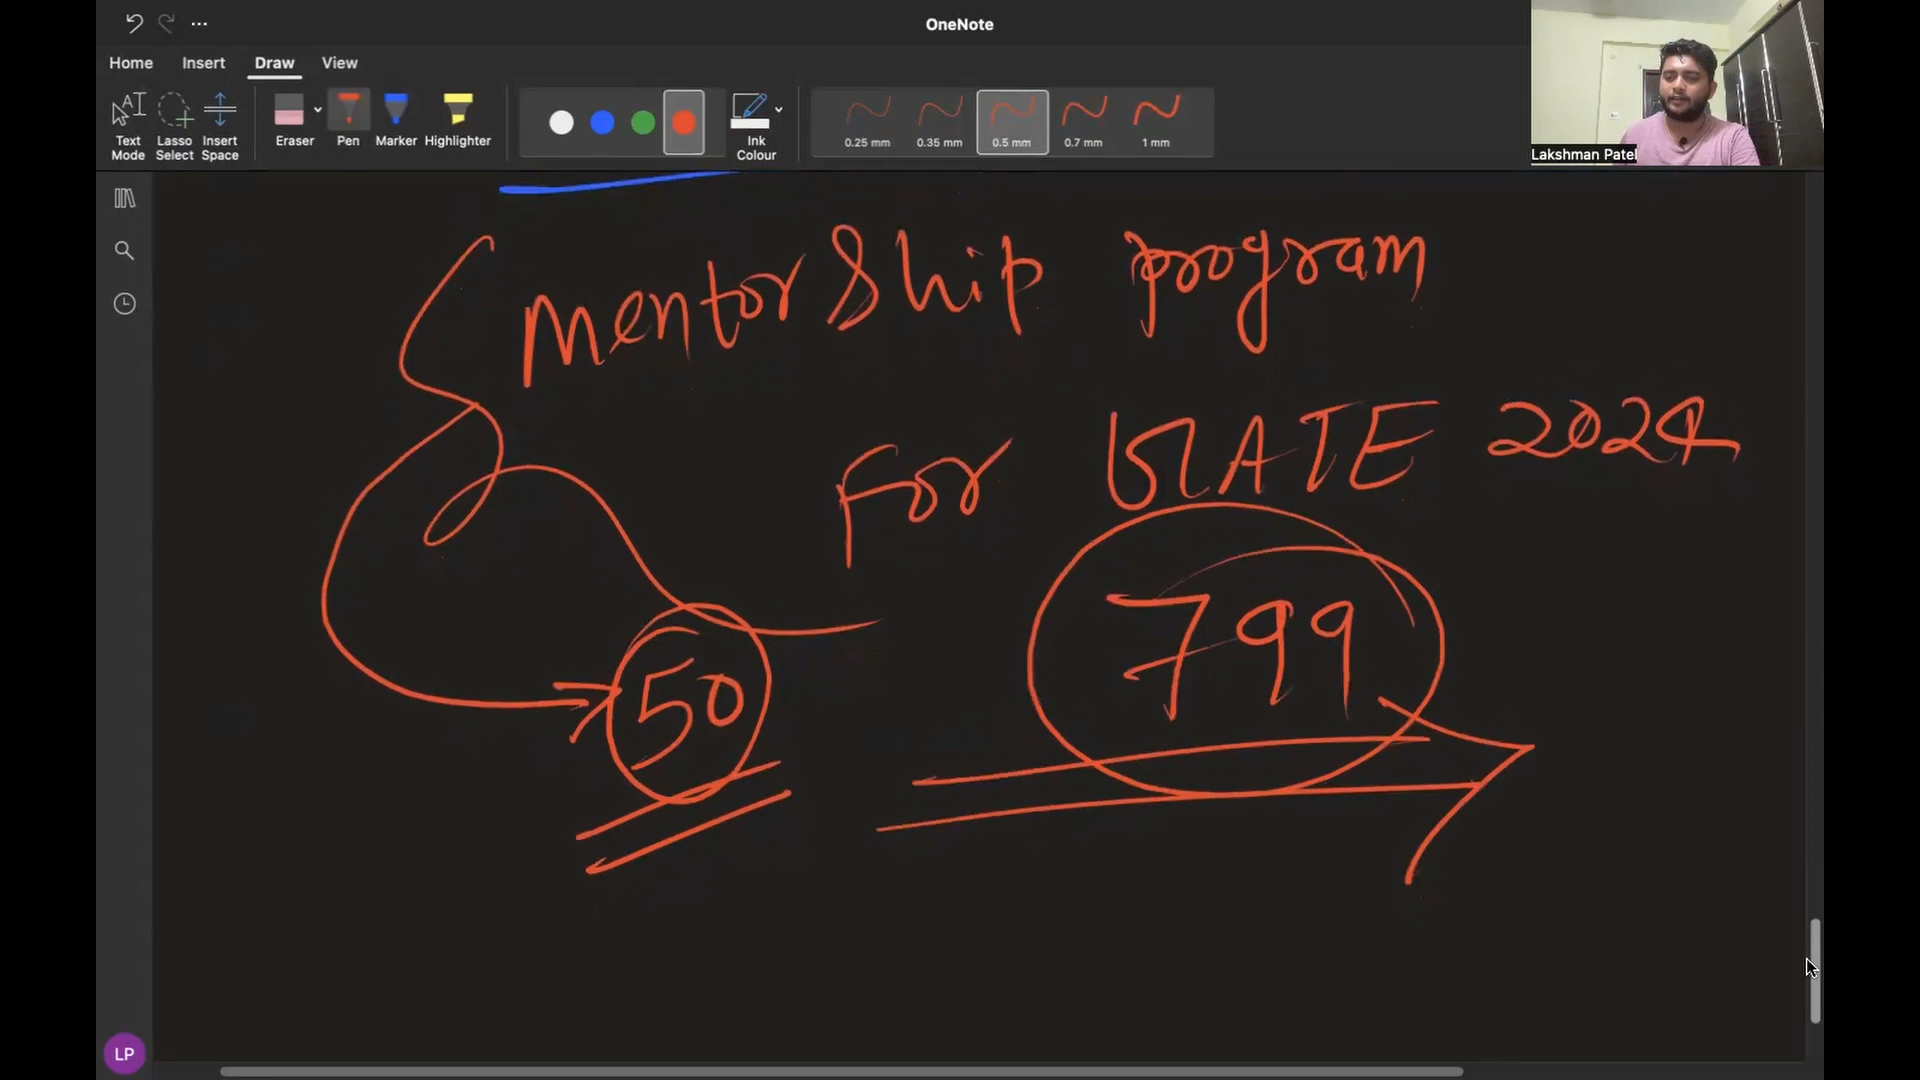 OneNote
Home Insert Draw View
Text Mode Lasso Select Insert Space Eraser Pen Marker Highlighter Ink Colour 0.25 mm 0.35 mm 0.5 mm 0.7 mm 1 mm
Lakshman Patel
MentorShip program
For GATE 2024
799
50
LP